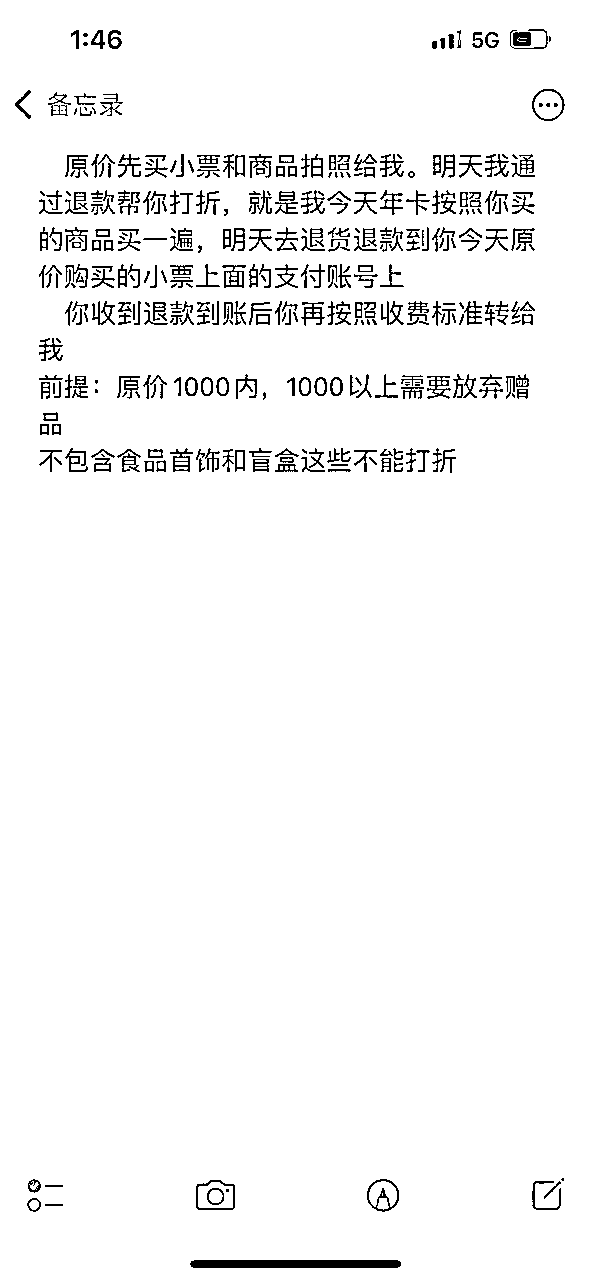 1:46
5G
备忘录
原价先买小票和商品拍照给我。明天我通
过退款帮你打折，就是我今天年卡按照你买
的商品买一遍，明天去退货退款到你今天原
价购买的小票上面的支付账号上
你收到退款到账后你再按照收费标准转给
我
前提：原价1000内，1000以上需要放弃赠
品
不包含食品首饰和盲盒这些不能打折